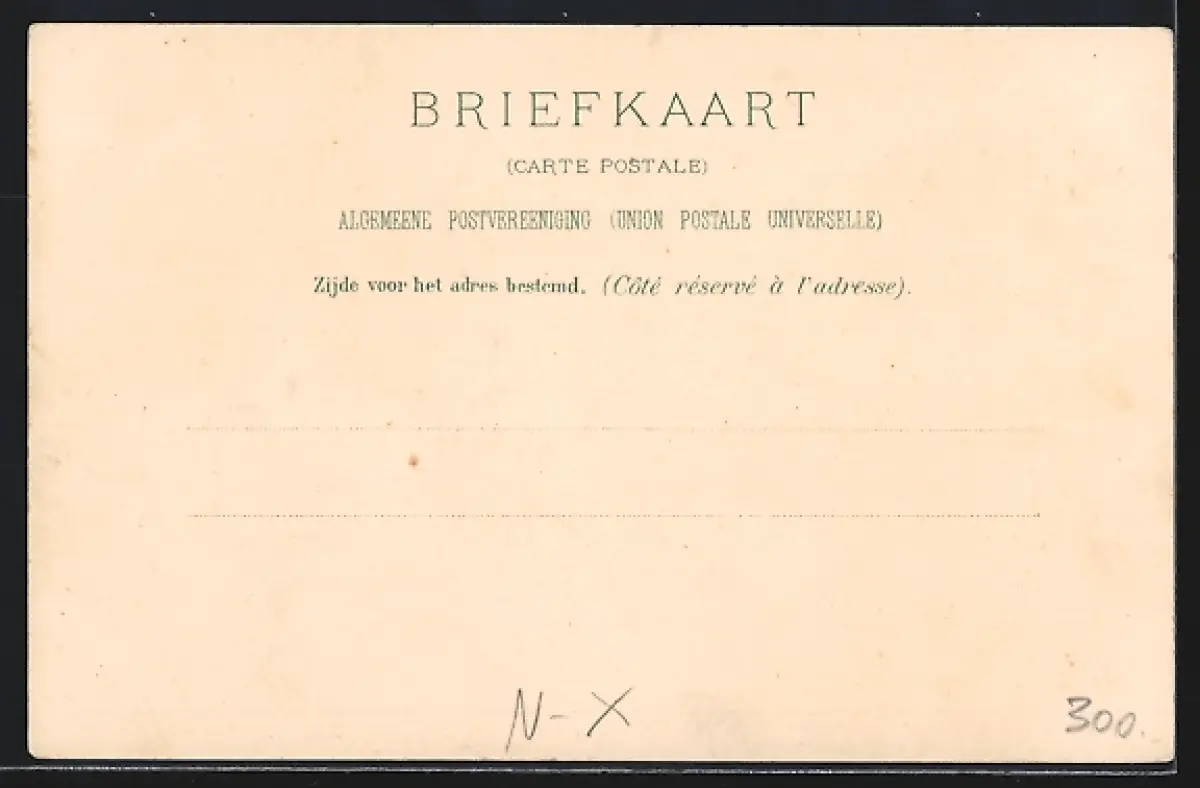 BRIEFKAART
(CARTE POSTALE)
ALGEMEENE POSTVEREENIGING (UNION POSTALE UNIVERSELLE)
Zijde voor het adres bestemd. (Côté réservé à l'adresse).
N-X
300.